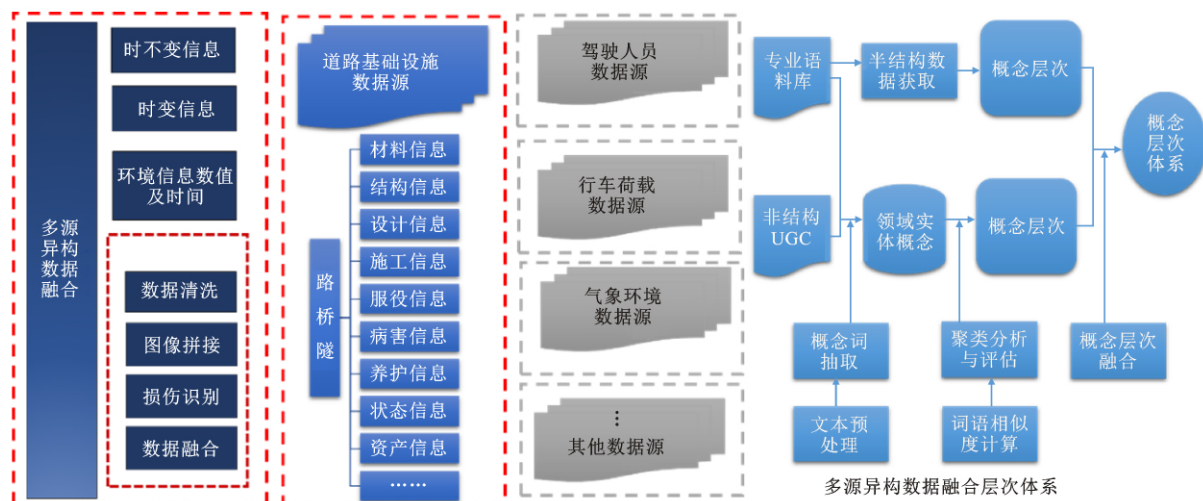 多源
异构
数据
融合
时不变信息
时变信息
环境信息数值
及时间
数据清洗
图像拼接
损伤识别
数据融合
道路基础设施
数据源
路
桥
隧
材料信息
结构信息
设计信息
施工信息
服役信息
病害信息
养护信息
状态信息
资产信息
……
驾驶人员
数据源
行车荷载
数据源
气象环境
数据源
⋮
其他数据源
专业语
料库
半结构数
据获取
概念层次
概念
层次
体系
非结构
UGC
领域实
体概念
概念层次
概念词
抽取
聚类分析
与评估
概念层次
融合
文本预
处理
词语相似
度计算
多源异构数据融合层次体系